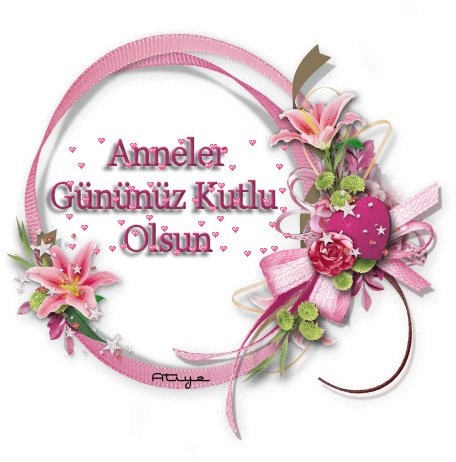 Anneler
Gününüz Kutlu
Olsun
Atiye